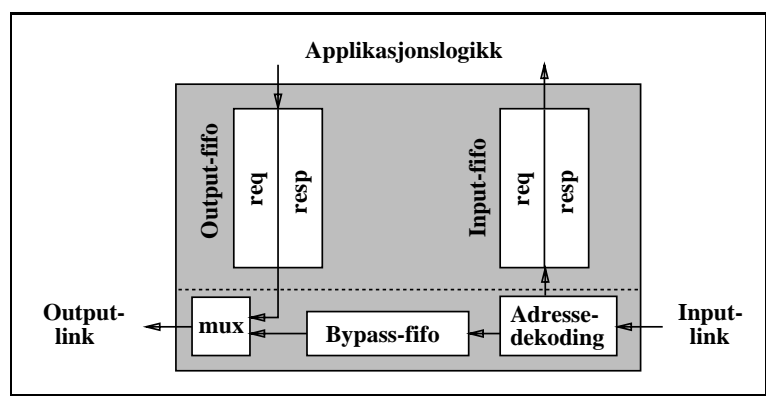 Applikasjonslogikk
Output-fifo
req
resp
Input-fifo
req
resp
Output-
link
mux
Bypass-fifo
Adresse-
dekoding
Input-
link